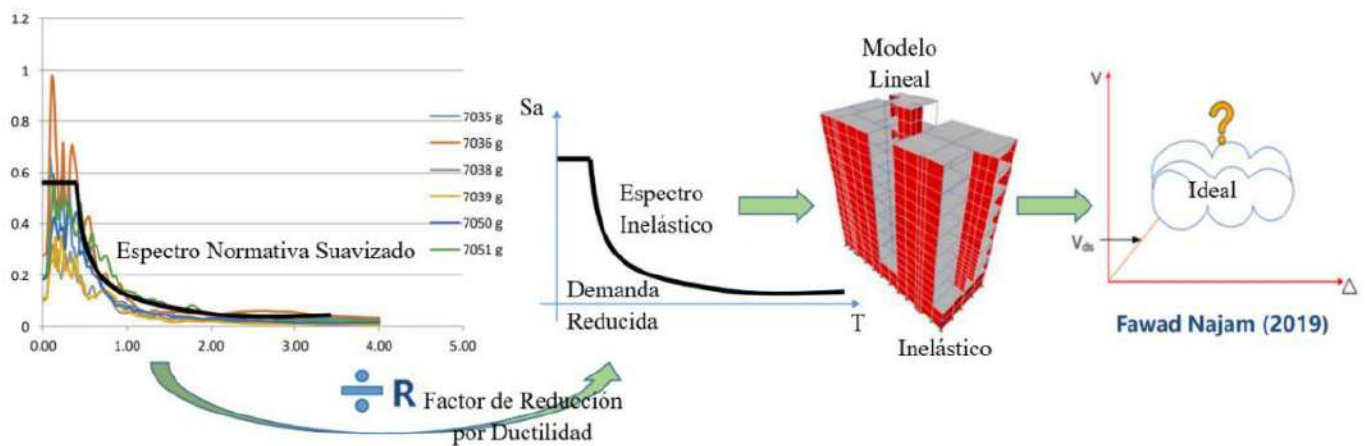 1.2
1
0.8
0.6
0.4
0.2
0
0.00
1.00
2.00
3.00
4.00
5.00
7035 g
7036 g
7038 g
7039 g
7050 g
7051 g
Espectro Normativa Suavizado
÷ R Factor de Reducción
por Ductilidad
Sa
Espectro
Inelástico
Demanda
Reducida
T
Modelo
Lineal
Inelástico
V
?
Ideal
Vds
Δ
Fawad Najam (2019)